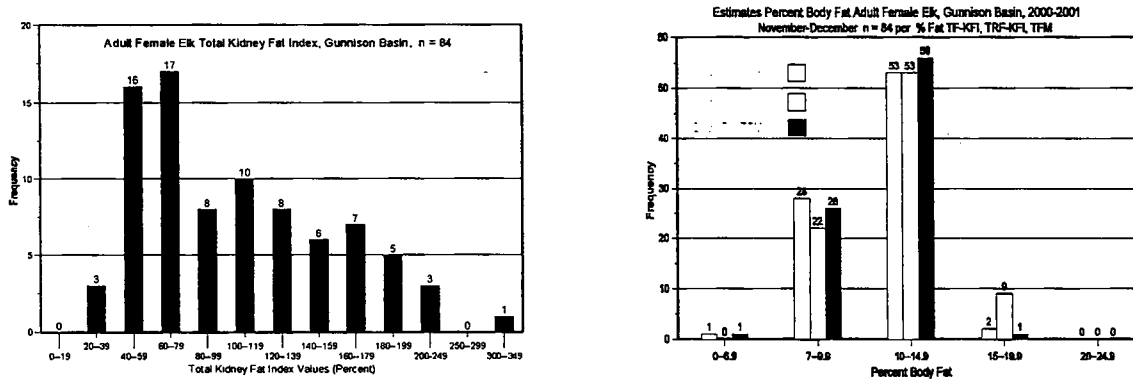 Adult Female Elk Total Kidney Fat Index, Gunnison Basin, n = 84
Frequency
20
15
10
5
0
0 3 16 17 8 10 8 6 7 5 3 0 1
0–19 20–39 40–59 60–79 80–99 100–119 120–139 140–159 160–179 180–199 200–249 250–299 300–349
Total Kidney Fat Index Values (Percent)
Estimates Percent Body Fat Adult Female Elk, Gunnison Basin, 2000-2001
November-December n = 84 per % Fat TF-KFI, TRF-KFI, TFM
Frequency
60
50
40
30
20
10
0
1 0 1 28 22 26 53 53 56 2 9 1 0 0 0
0–6.9 7–9.9 10–14.9 15–19.9 20–24.9
Percent Body Fat